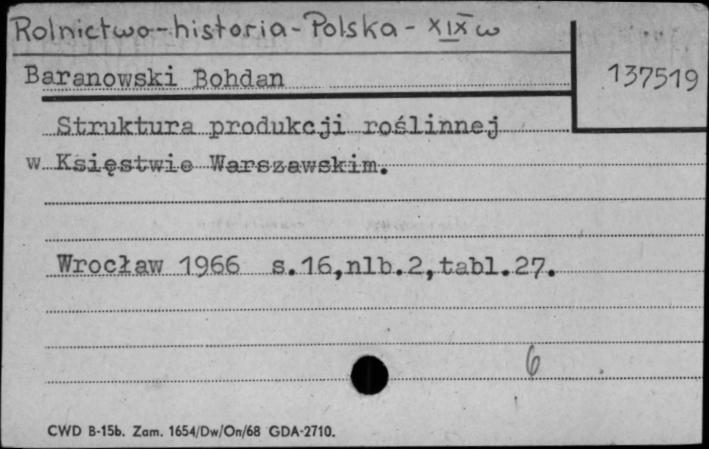 Rolnictwo-historia-Polska-XIX w
137519
Baranowski Bohdan
Struktura produkcji roślinnej
w Księstwie Warszawskim.
Wrocław 1966 s.16,nlb.2,tabl.27.
6
CWD B-15b. Zam. 1654/Dw/On/68 GDA-2710.